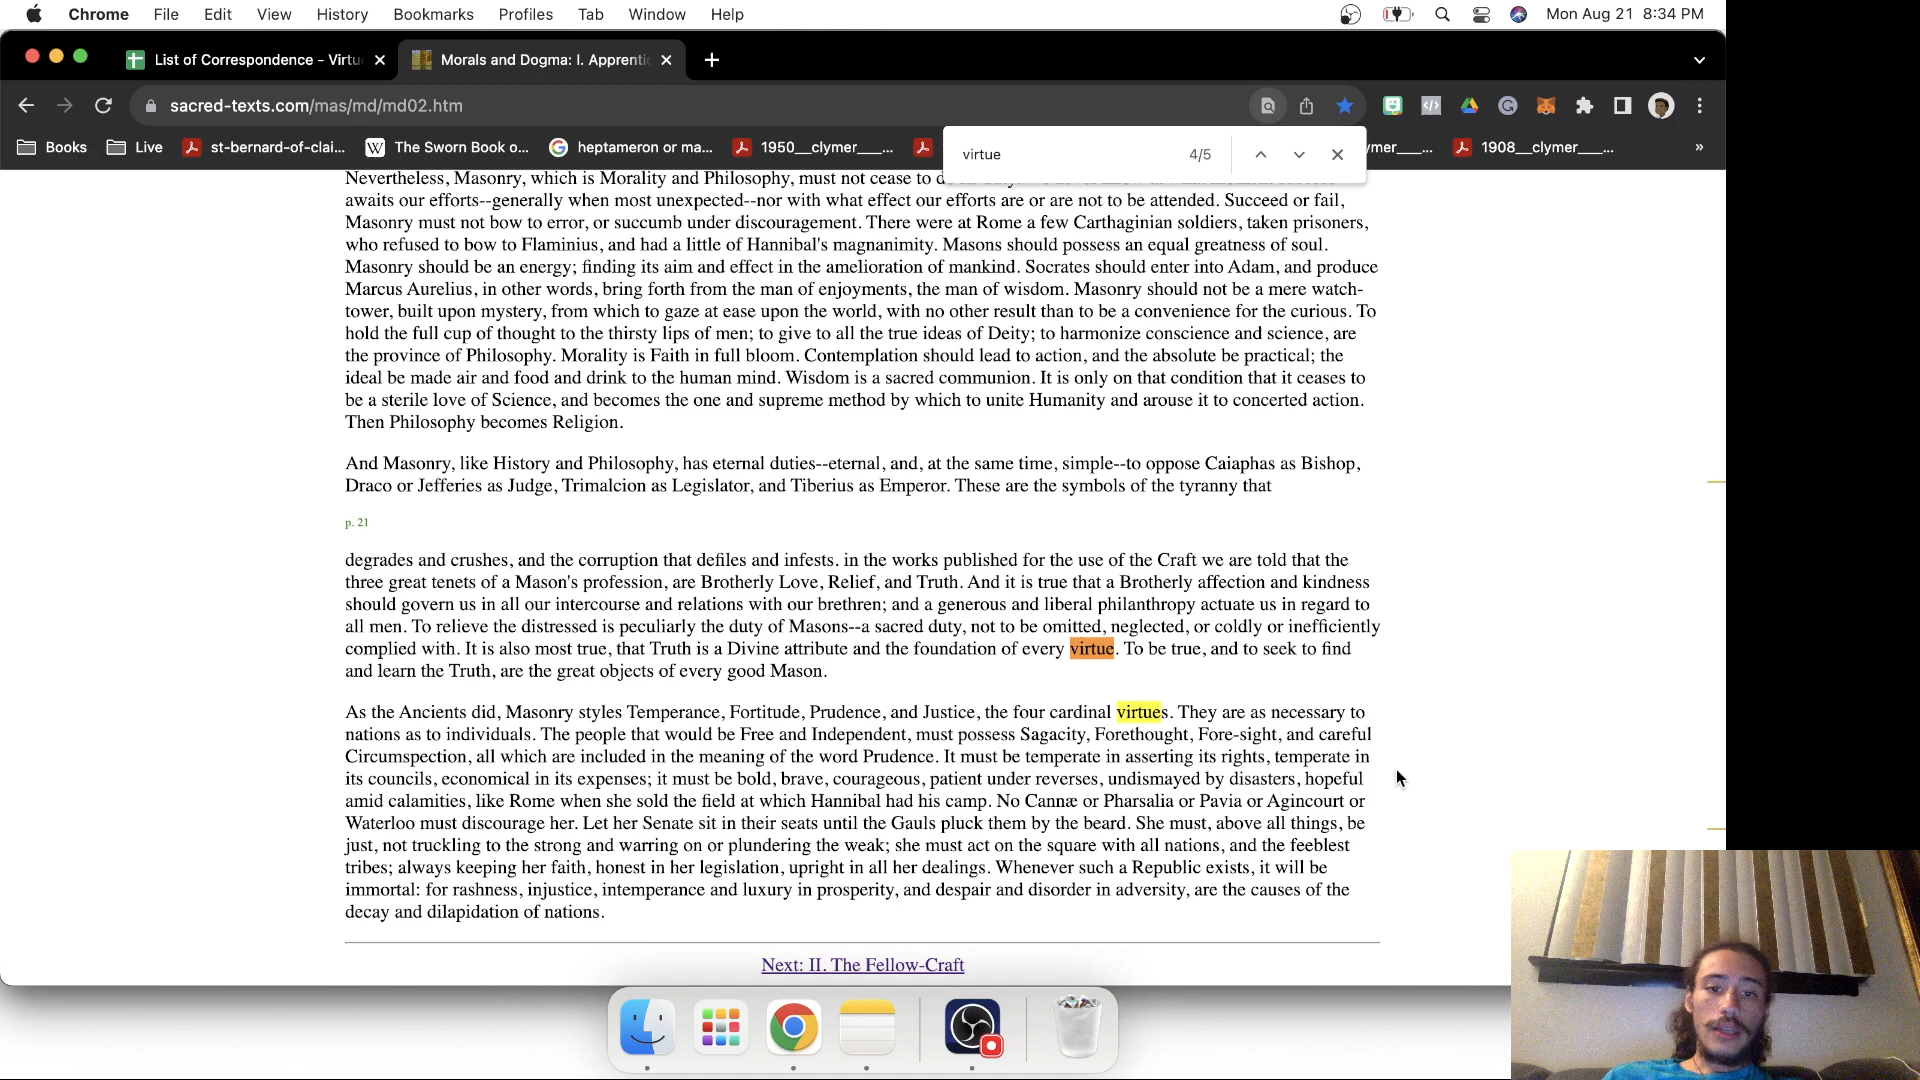 Chrome File Edit View History Bookmarks Profiles Tab Window Help Mon Aug 21 8:34 PM
List of Correspondence - Virtu Morals and Dogma: I. Apprenti
sacred-texts.com/mas/md/md02.htm
Books Live st-bernard-of-clai... The Sworn Book o... heptameron or ma... 1950__clymer____... ymer____... 1908__clymer____... »
virtue 4/5
Nevertheless, Masonry, which is Morality and Philosophy, must not cease to d
awaits our efforts--generally when most unexpected--nor with what effect our efforts are or are not to be attended. Succeed or fail,
Masonry must not bow to error, or succumb under discouragement. There were at Rome a few Carthaginian soldiers, taken prisoners,
who refused to bow to Flaminius, and had a little of Hannibal's magnanimity. Masons should possess an equal greatness of soul.
Masonry should be an energy; finding its aim and effect in the amelioration of mankind. Socrates should enter into Adam, and produce
Marcus Aurelius, in other words, bring forth from the man of enjoyments, the man of wisdom. Masonry should not be a mere watch-
tower, built upon mystery, from which to gaze at ease upon the world, with no other result than to be a convenience for the curious. To
hold the full cup of thought to the thirsty lips of men; to give to all the true ideas of Deity; to harmonize conscience and science, are
the province of Philosophy. Morality is Faith in full bloom. Contemplation should lead to action, and the absolute be practical; the
ideal be made air and food and drink to the human mind. Wisdom is a sacred communion. It is only on that condition that it ceases to
be a sterile love of Science, and becomes the one and supreme method by which to unite Humanity and arouse it to concerted action.
Then Philosophy becomes Religion.
And Masonry, like History and Philosophy, has eternal duties--eternal, and, at the same time, simple--to oppose Caiaphas as Bishop,
Draco or Jefferies as Judge, Trimalcion as Legislator, and Tiberius as Emperor. These are the symbols of the tyranny that
p. 21
degrades and crushes, and the corruption that defiles and infests. in the works published for the use of the Craft we are told that the
three great tenets of a Mason's profession, are Brotherly Love, Relief, and Truth. And it is true that a Brotherly affection and kindness
should govern us in all our intercourse and relations with our brethren; and a generous and liberal philanthropy actuate us in regard to
all men. To relieve the distressed is peculiarly the duty of Masons--a sacred duty, not to be omitted, neglected, or coldly or inefficiently
complied with. It is also most true, that Truth is a Divine attribute and the foundation of every virtue. To be true, and to seek to find
and learn the Truth, are the great objects of every good Mason.
As the Ancients did, Masonry styles Temperance, Fortitude, Prudence, and Justice, the four cardinal virtues. They are as necessary to
nations as to individuals. The people that would be Free and Independent, must possess Sagacity, Forethought, Fore-sight, and careful
Circumspection, all which are included in the meaning of the word Prudence. It must be temperate in asserting its rights, temperate in
its councils, economical in its expenses; it must be bold, brave, courageous, patient under reverses, undismayed by disasters, hopeful
amid calamities, like Rome when she sold the field at which Hannibal had his camp. No Cannæ or Pharsalia or Pavia or Agincourt or
Waterloo must discourage her. Let her Senate sit in their seats until the Gauls pluck them by the beard. She must, above all things, be
just, not truckling to the strong and warring on or plundering the weak; she must act on the square with all nations, and the feeblest
tribes; always keeping her faith, honest in her legislation, upright in all her dealings. Whenever such a Republic exists, it will be
immortal: for rashness, injustice, intemperance and luxury in prosperity, and despair and disorder in adversity, are the causes of the
decay and dilapidation of nations.
Next: II. The Fellow-Craft